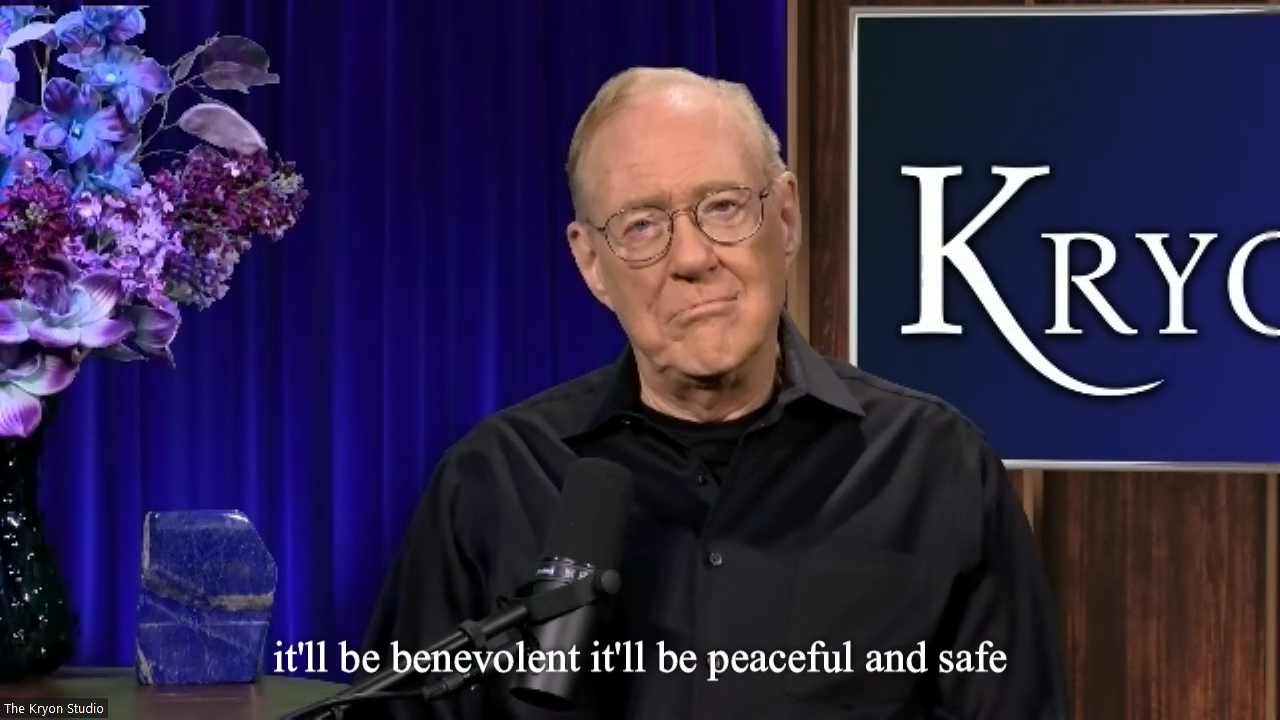 KRYO
it'll be benevolent it'll be peaceful and safe
The Kryon Studio